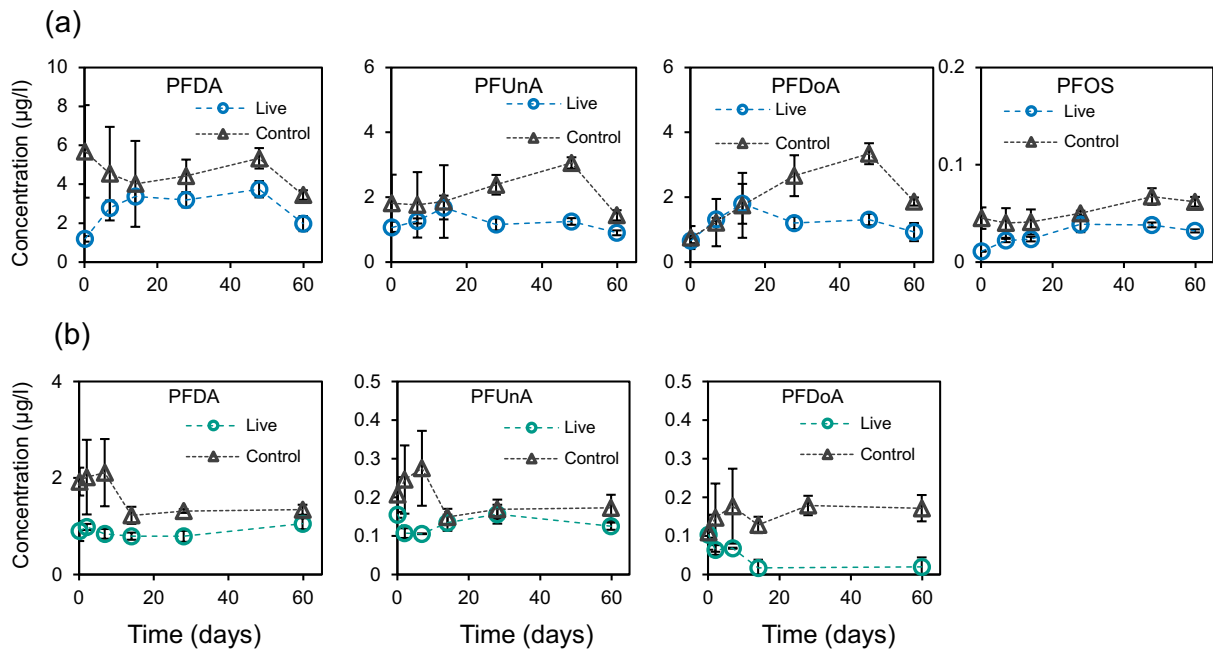 (a)
Concentration (µg/l)
PFDA
Live
Control
10
8
6
4
2
0
0 20 40 60
PFUnA
Live
Control
6
4
2
0
0 20 40 60
PFDoA
Live
Control
6
4
2
0
0 20 40 60
PFOS
Live
Control
0.2
0.1
0
0 20 40 60
(b)
Concentration (µg/l)
PFDA
Live
Control
4
2
0
0 20 40 60
Time (days)
PFUnA
Live
Control
0.5
0.4
0.3
0.2
0.1
0
0 20 40 60
Time (days)
PFDoA
Live
Control
0.5
0.4
0.3
0.2
0.1
0
0 20 40 60
Time (days)